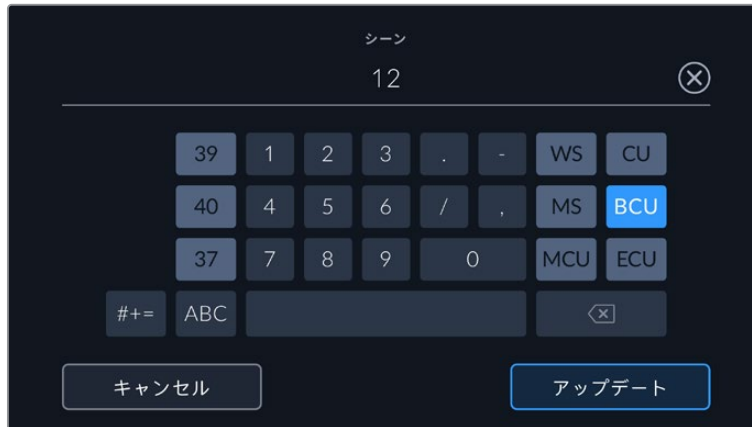 シーン
12
39 1 2 3 . - WS CU
40 4 5 6 / , MS BCU
37 7 8 9 0 MCU ECU
#+= ABC
キャンセル アップデート